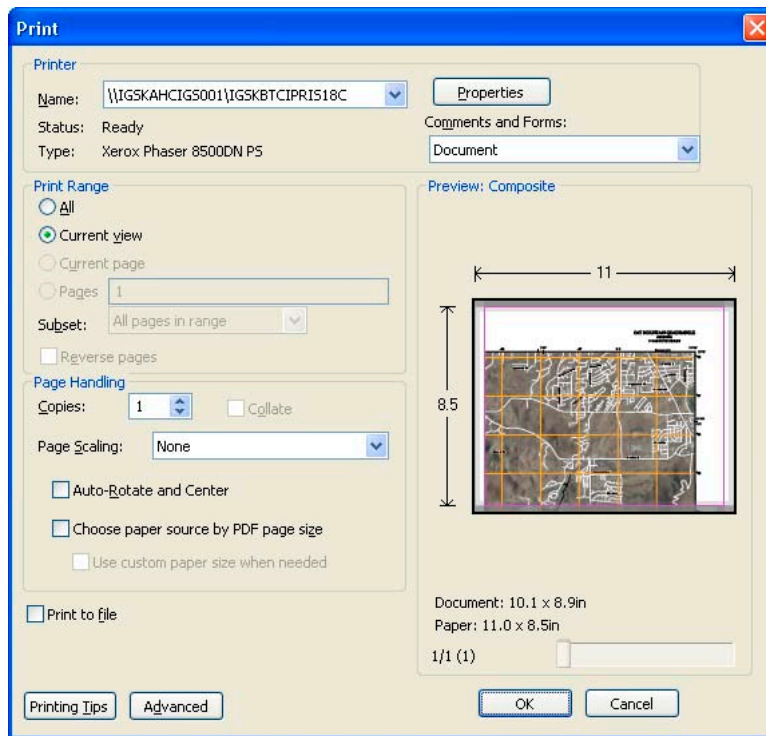 Print
Printer
Name: \\IGSKAHCIGS001\IGSKBTCIPRIS18C
Properties
Status: Ready
Comments and Forms:
Type: Xerox Phaser 8500DN PS
Document
Print Range
All
Current view
Current page
Pages 1
Subset: All pages in range
Reverse pages
Page Handling
Copies: 1 Collate
Page Scaling: None
Auto-Rotate and Center
Choose paper source by PDF page size
Use custom paper size when needed
Print to file
Preview: Composite
11
8.5
OAT MOUNTAIN QUADRANGLE
Document: 10.1 x 8.9in
Paper: 11.0 x 8.5in
1/1 (1)
Printing Tips Advanced OK Cancel